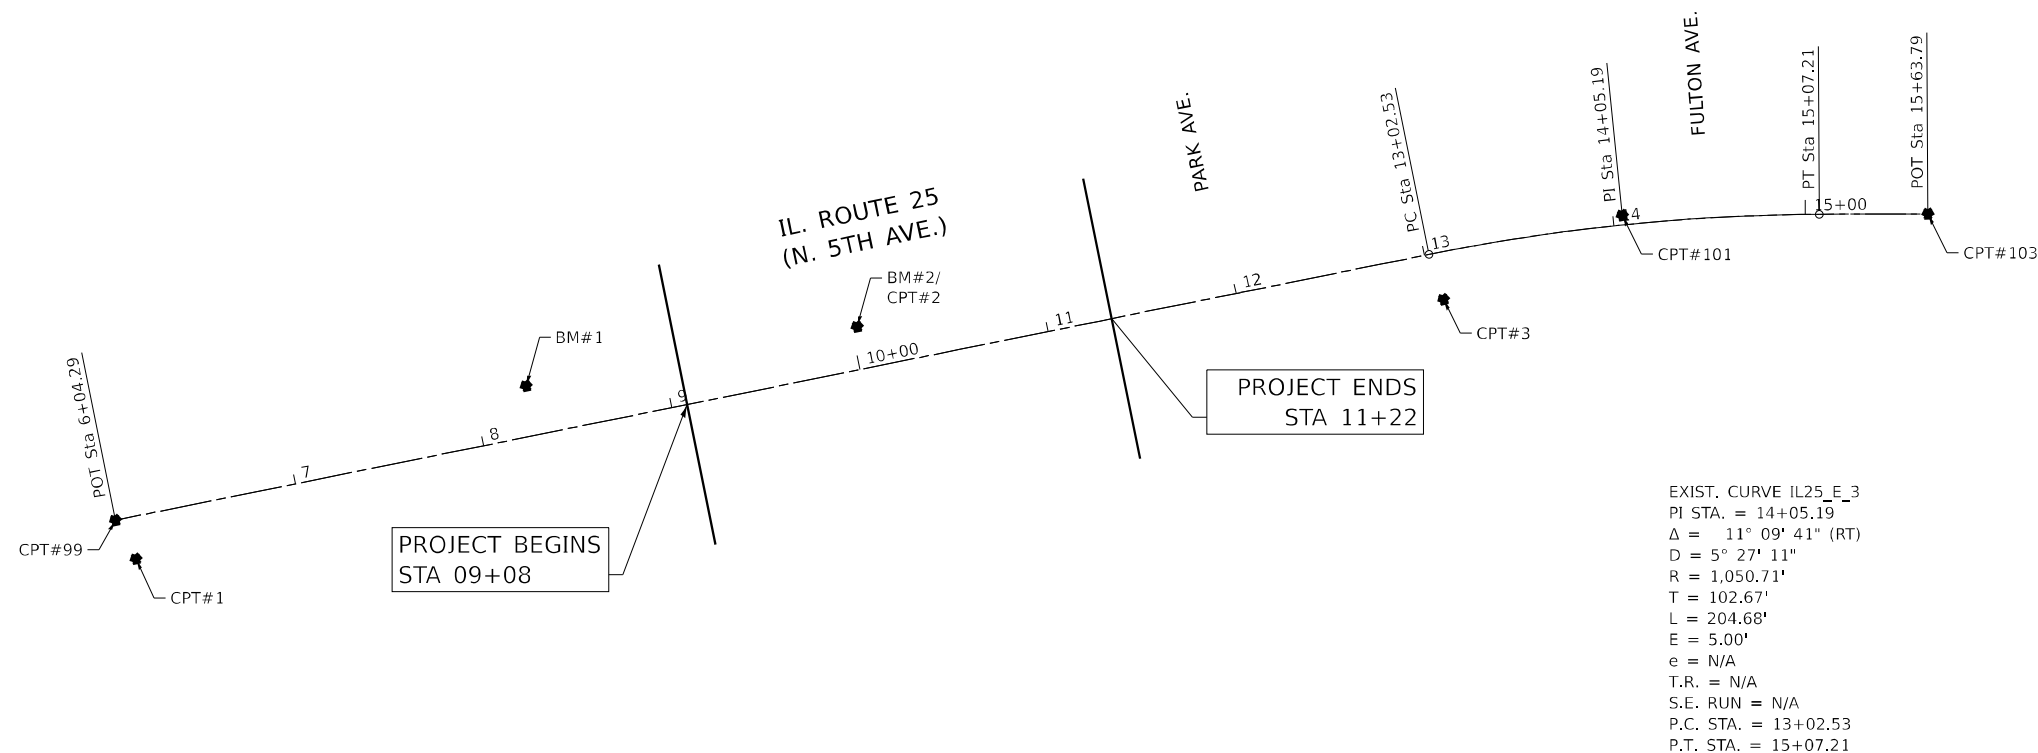 FULTON AVE.
POT Sta 15+63.79
PT Sta 15+07.21
PI Sta 14+05.19
PC Sta 13+02.53
PARK AVE.
IL. ROUTE 25
(N. 5TH AVE.)
15+00
4
13
CPT#101
CPT#103
BM#2/
CPT#2
12
CPT#3
11
BM#1
10+00
POT Sta 6+04.29
9
8
7
PROJECT ENDS
STA 11+22
CPT#99
CPT#1
PROJECT BEGINS
STA 09+08
EXIST. CURVE IL25_E_3
PI STA. = 14+05.19
Δ = 11° 09' 41" (RT)
D = 5° 27' 11"
R = 1,050.71'
T = 102.67'
L = 204.68'
E = 5.00'
e = N/A
T.R. = N/A
S.E. RUN = N/A
P.C. STA. = 13+02.53
P.T. STA. = 15+07.21